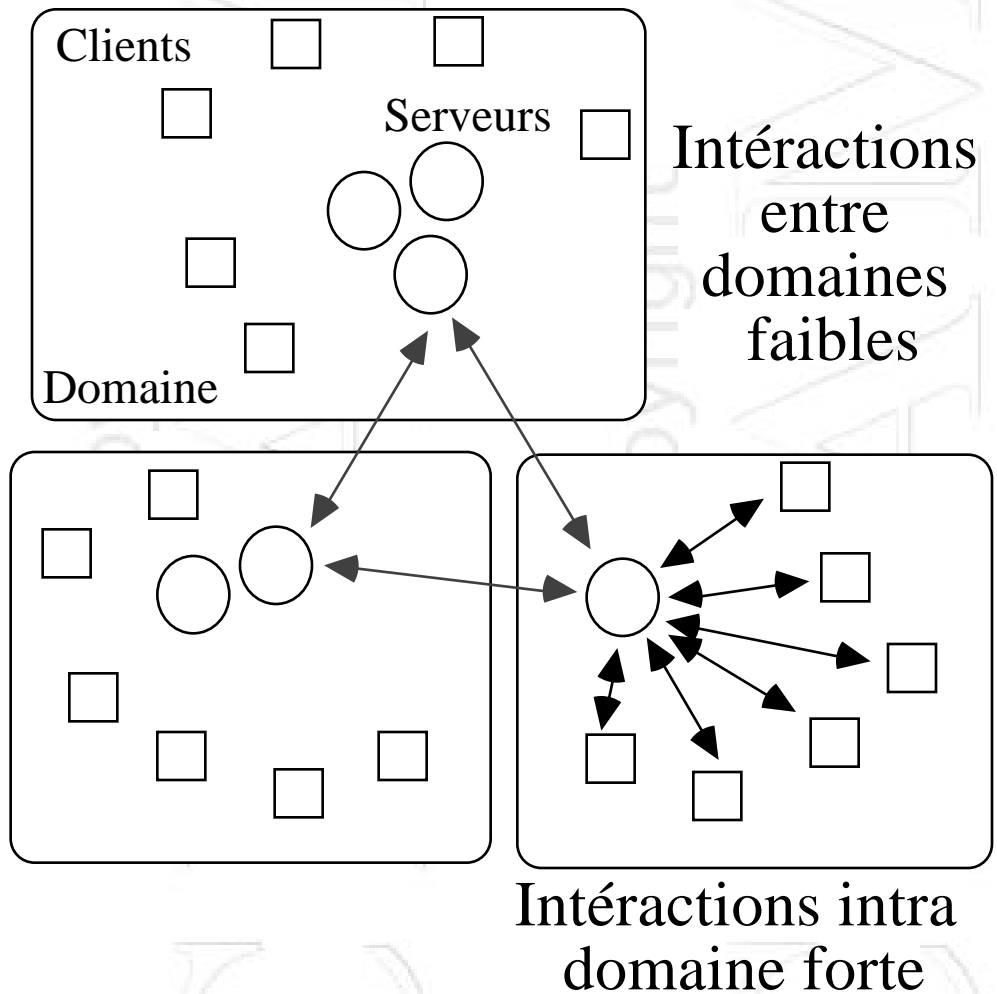 Clients
Serveurs
Domaine
Intéractions
entre
domaines
faibles
Intéractions intra
domaine forte